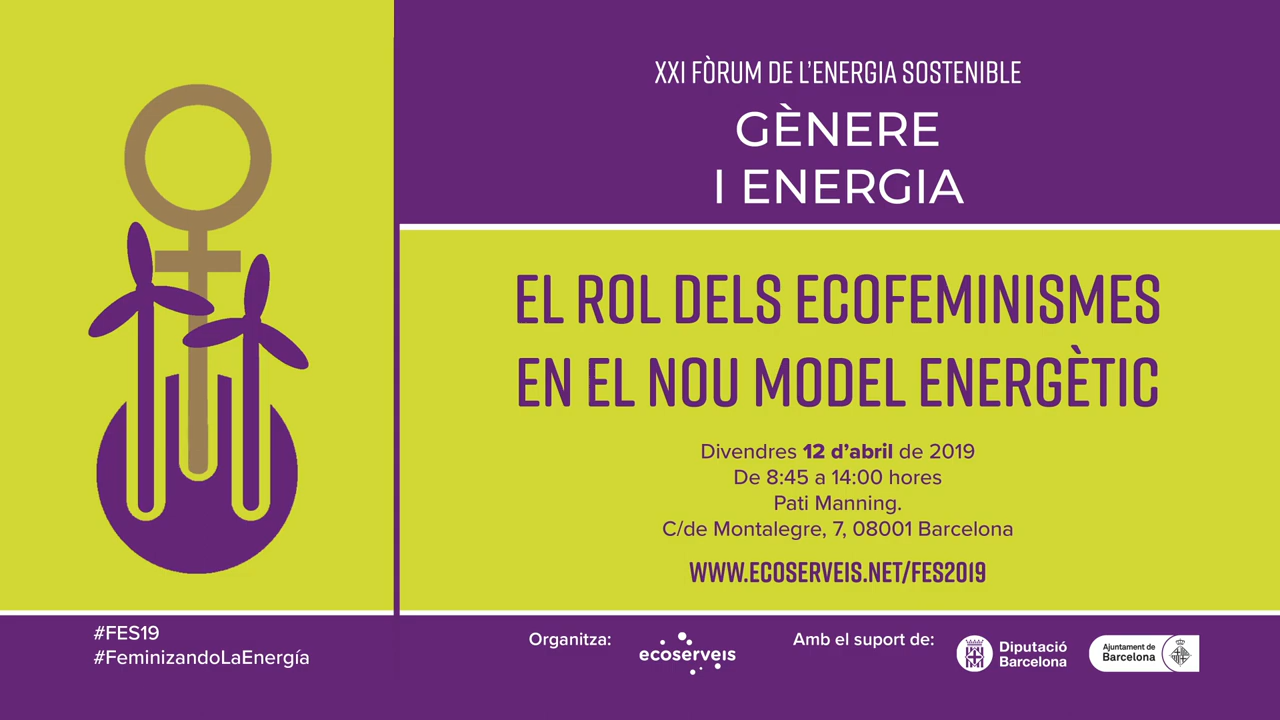 XXI FÒRUM DE L'ENERGIA SOSTENIBLE
GÈNERE
I ENERGIA
EL ROL DELS ECOFEMINISMES
EN EL NOU MODEL ENERGÈTIC
Divendres 12 d'abril de 2019
De 8:45 a 14:00 hores
Pati Manning.
C/de Montalegre, 7, 08001 Barcelona
WWW.ECOSERVEIS.NET/FES2019
#FES19
#FeminizandoLaEnergía
Organitza:
ecoserveis
Amb el suport de:
Diputació
Barcelona
Ajuntament de
Barcelona